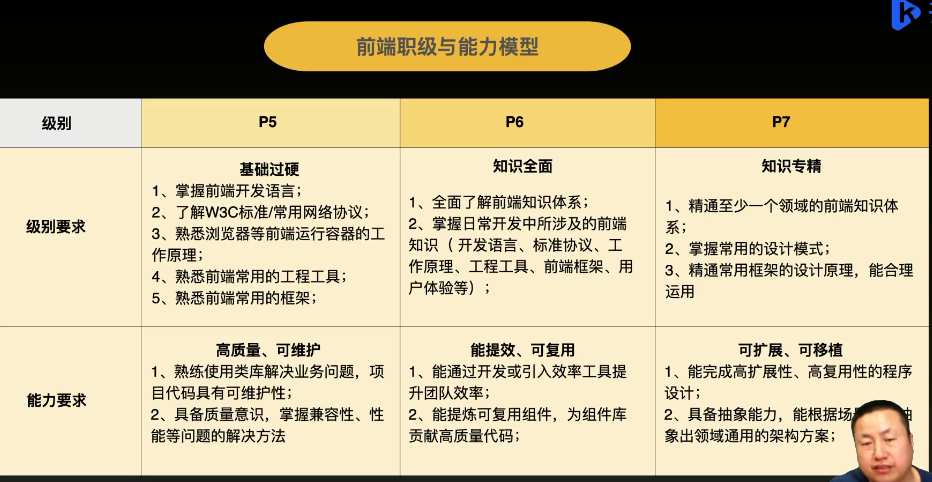 前端职级与能力模型
级别
P5
P6
P7
级别要求
基础过硬
1、掌握前端开发语言；
2、了解W3C标准/常用网络协议；
3、熟悉浏览器等前端运行容器的工
作原理；
4、熟悉前端常用的工程工具；
5、熟悉前端常用的框架；
知识全面
1、全面了解前端知识体系；
2、掌握日常开发中所涉及的前端
知识（ 开发语言、标准协议、工
作原理、工程工具、前端框架、用
户体验等）；
知识专精
1、精通至少一个领域的前端知识体
系；
2、掌握常用的设计模式；
3、精通常用框架的设计原理，能合理
运用
能力要求
高质量、可维护
1、熟练使用类库解决业务问题，项
目代码具有可维护性；
2、具备质量意识，掌握兼容性、性
能等问题的解决方法
能提效、可复用
1、能通过开发或引入效率工具提
升团队效率；
2、能提炼可复用组件，为组件库
贡献高质量代码；
可扩展、可移植
1、能完成高扩展性、高复用性的程序
设计；
2、具备抽象能力，能根据场 抽
象出领域通用的架构方案；